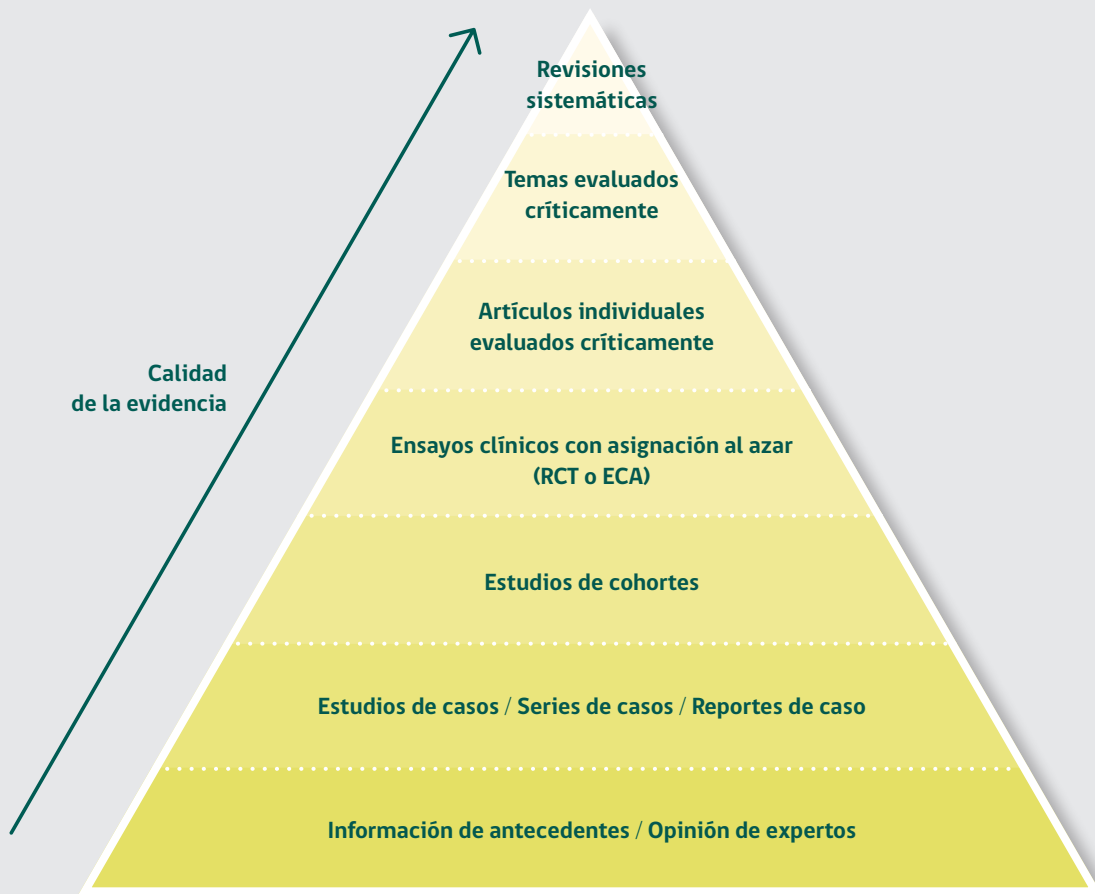 Revisiones
sistemáticas
Temas evaluados
críticamente
Artículos individuales
evaluados críticamente
Calidad
de la evidencia
Ensayos clínicos con asignación al azar
(RCT o ECA)
Estudios de cohortes
Estudios de casos / Series de casos / Reportes de caso
Información de antecedentes / Opinión de expertos